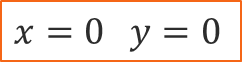 x = 0 y = 0